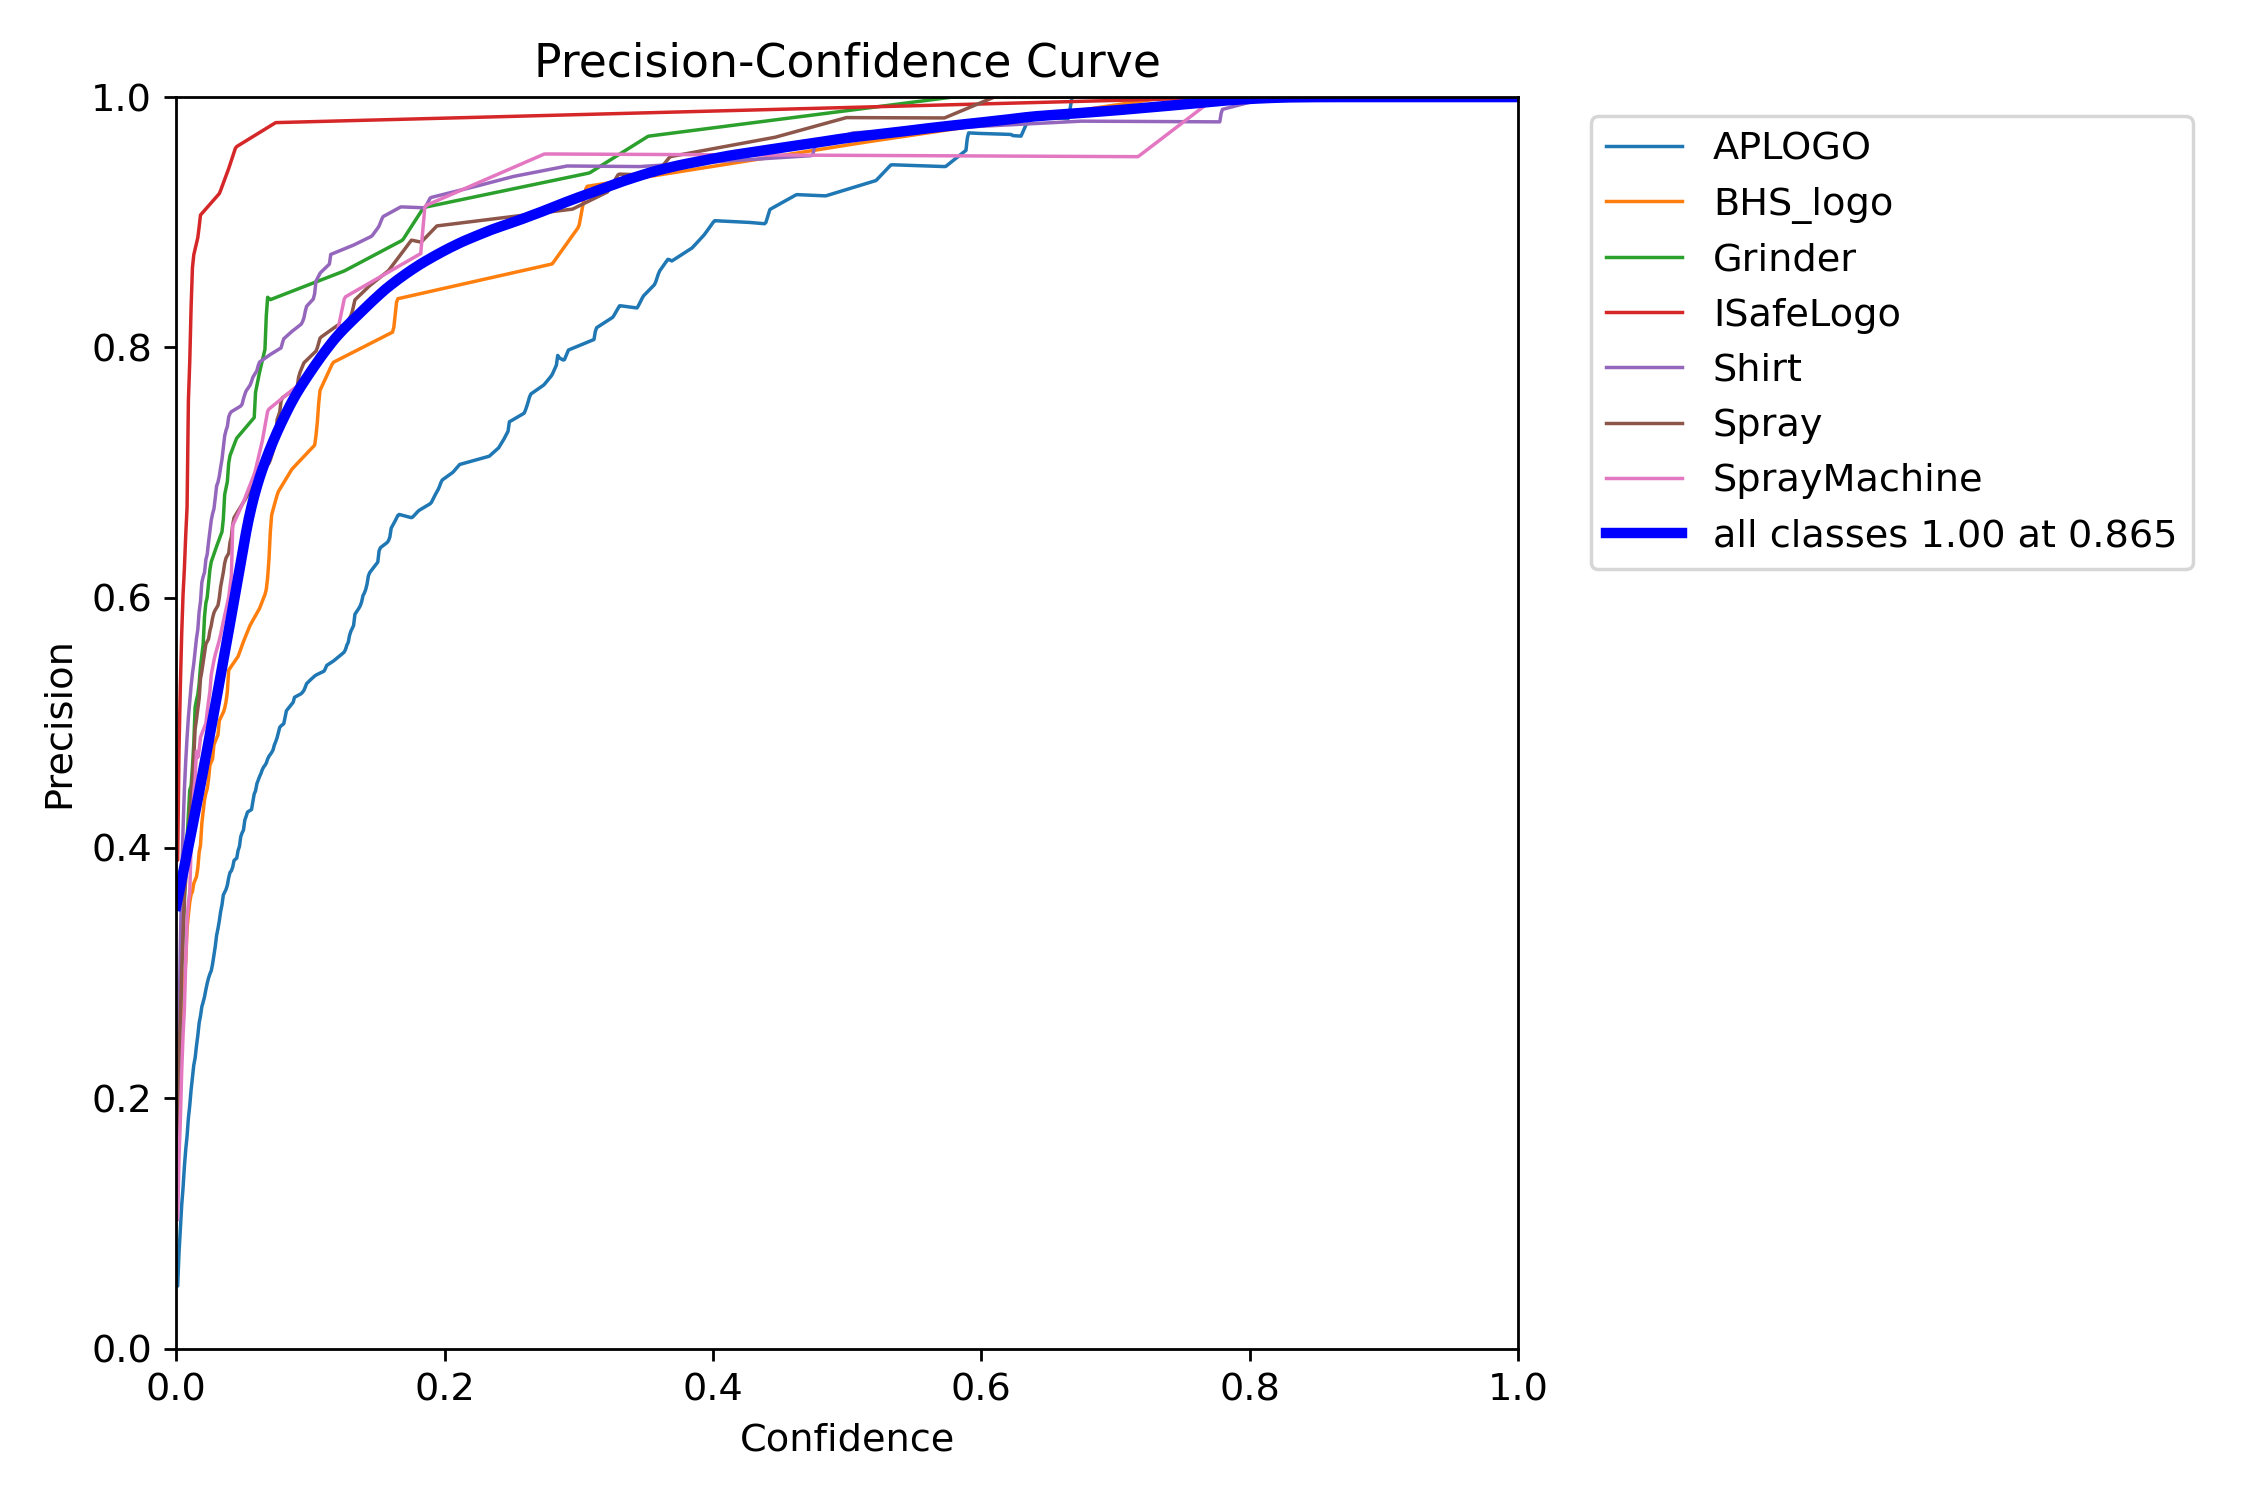 Precision-Confidence Curve
1.0
0.8
0.6
0.4
0.2
0.0
Precision
0.0 0.2 0.4 0.6 0.8 1.0
Confidence
APLOGO
BHS_logo
Grinder
ISafeLogo
Shirt
Spray
SprayMachine
all classes 1.00 at 0.865